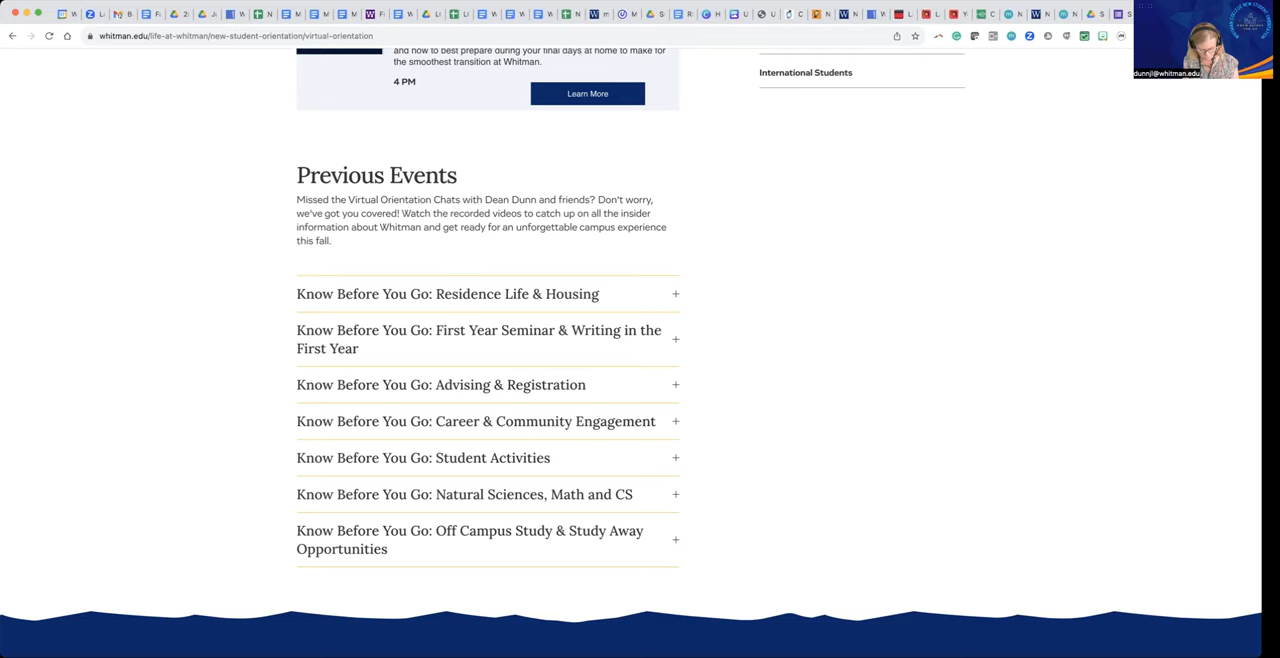 whitman.edu/life-at-whitman/new-student-orientation/virtual-orientation
dunnjl@whitman.edu
and how to best prepare during your final days at home to make for
the smoothest transition at Whitman.
4 PM
Learn More
International Students
Previous Events
Missed the Virtual Orientation Chats with Dean Dunn and friends? Don't worry,
we've got you covered! Watch the recorded videos to catch up on all the insider
information about Whitman and get ready for an unforgettable campus experience
this fall.
Know Before You Go: Residence Life & Housing +
Know Before You Go: First Year Seminar & Writing in the
First Year +
Know Before You Go: Advising & Registration +
Know Before You Go: Career & Community Engagement +
Know Before You Go: Student Activities +
Know Before You Go: Natural Sciences, Math and CS +
Know Before You Go: Off Campus Study & Study Away
Opportunities +